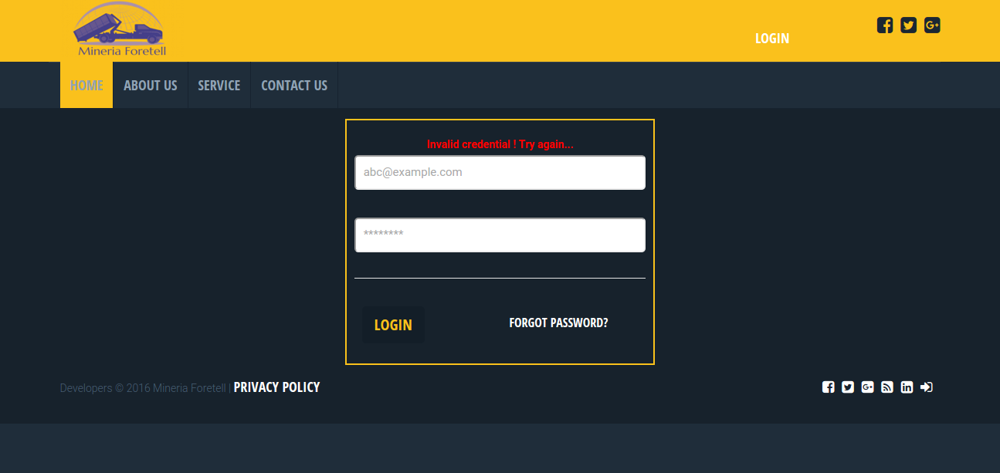 Mineria Foretell
LOGIN
HOME ABOUT US SERVICE CONTACT US
Invalid credential ! Try again...
abc@example.com
********
LOGIN FORGOT PASSWORD?
Developers © 2016 Mineria Foretell | PRIVACY POLICY